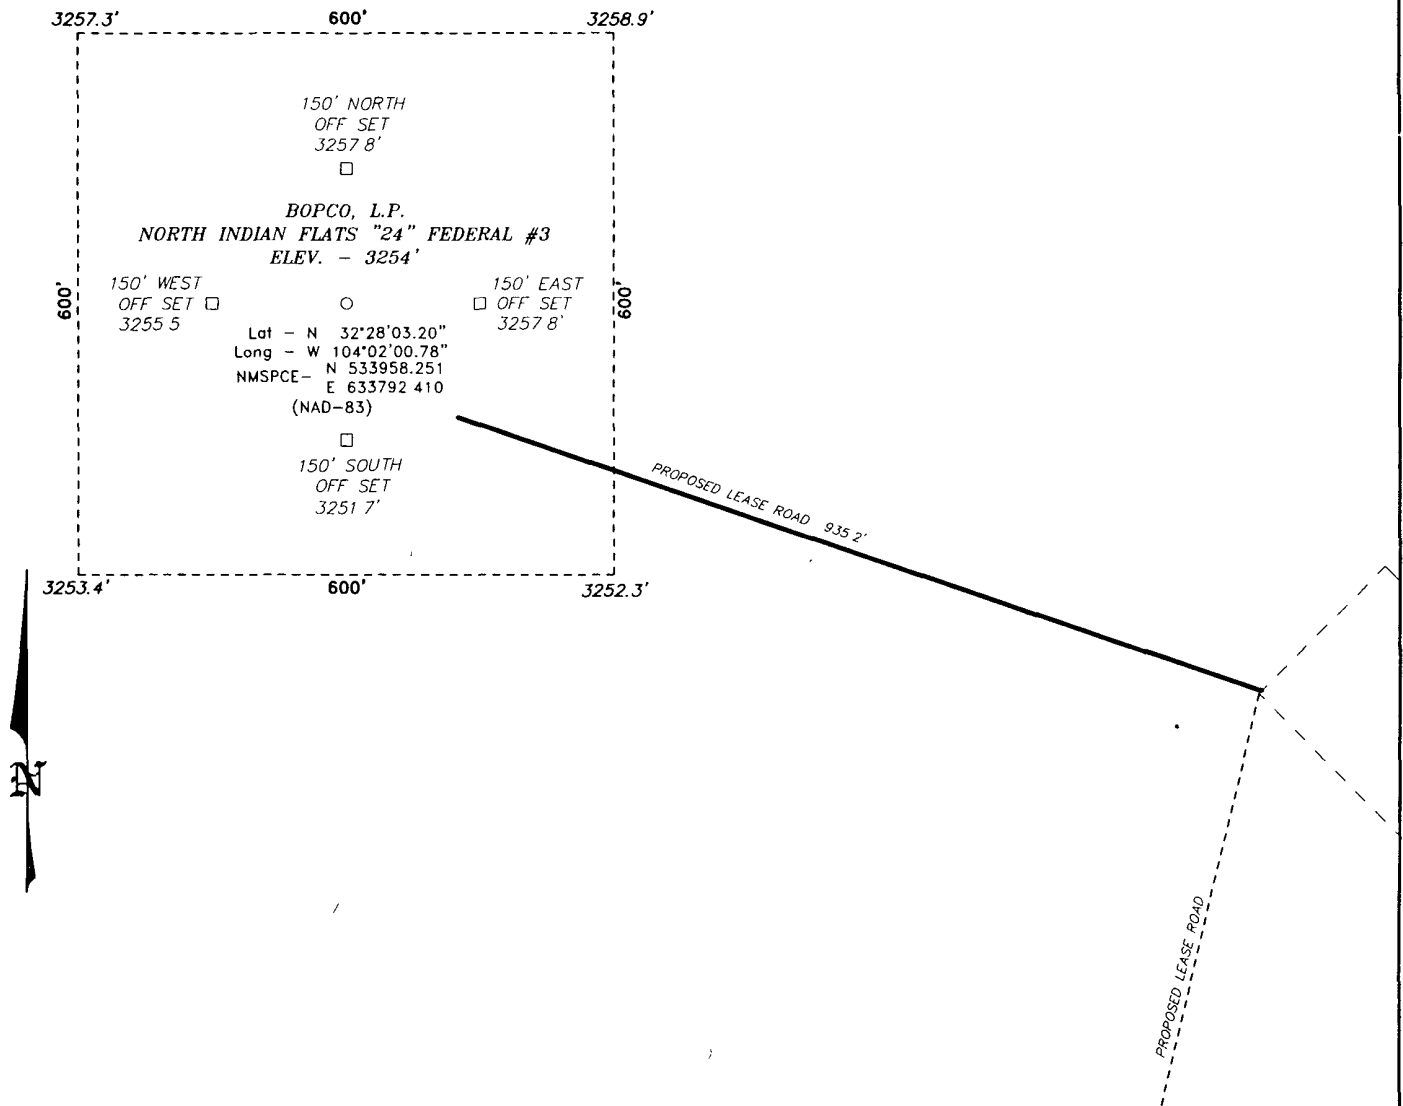 3257.3' 600' 3258.9'
150' NORTH
OFF SET
3257 8'
BOPCO, L.P.
NORTH INDIAN FLATS "24" FEDERAL #3
ELEV. - 3254'
600'
150' WEST
OFF SET
3255 5
150' EAST
OFF SET
3257 8'
600'
Lat - N 32°28'03.20"
Long - W 104°02'00.78"
NMSPCE- N 533958.251
E 633792 410
(NAD-83)
150' SOUTH
OFF SET
3251 7'
PROPOSED LEASE ROAD 935 2'
3253.4' 600' 3252.3'
N
PROPOSED LEASE ROAD